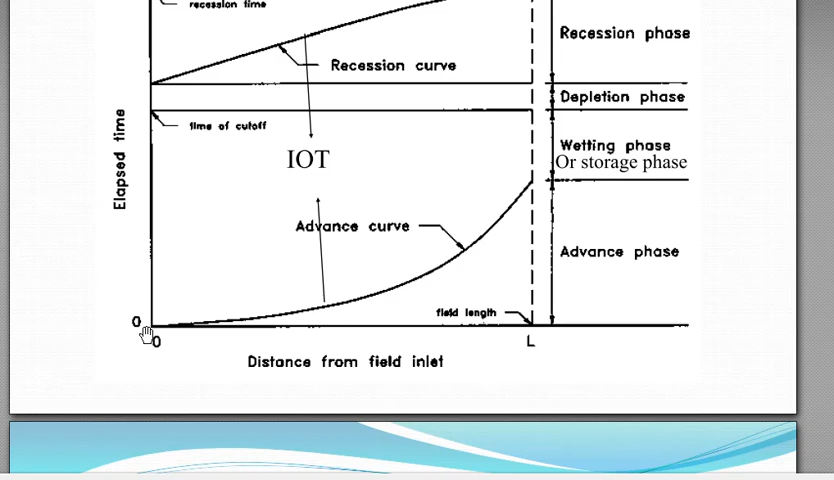 recession time
Recession phase
Recession curve
Depletion phase
time of cutoff
Elapsed time
Wetting phase
IOT
Or storage phase
Advance curve
Advance phase
field length
0
0
L
Distance from field inlet